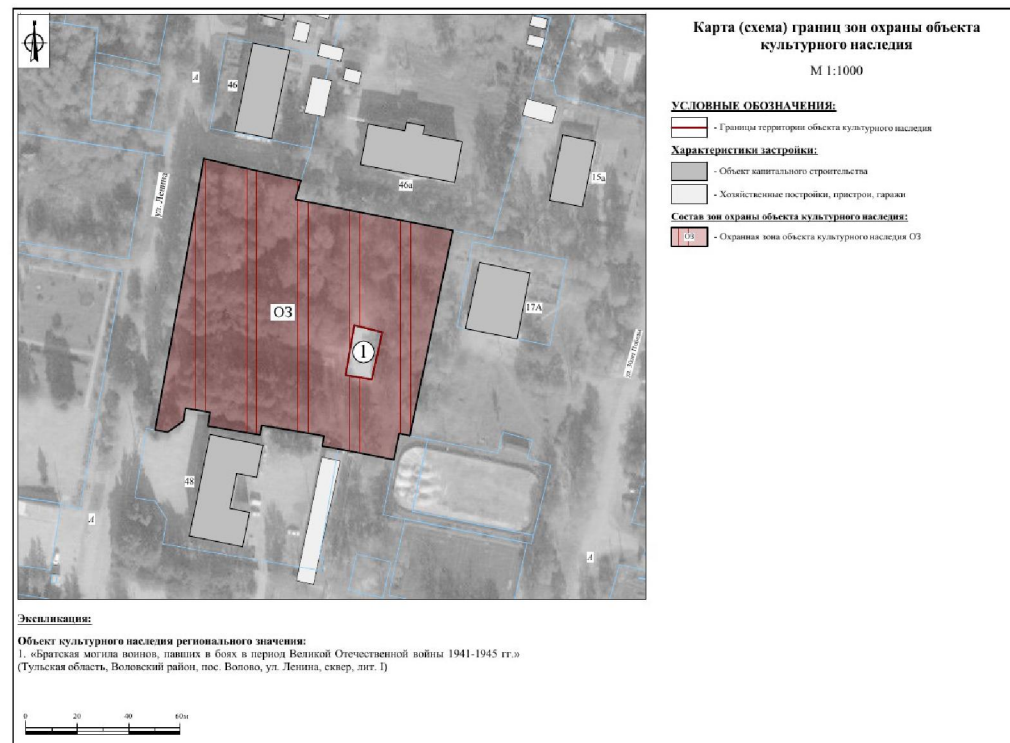 Карта (схема) границ зон охраны объекта
культурного наследия
М 1:1000
УСЛОВНЫЕ ОБОЗНАЧЕНИЯ:
- Границы территории объекта культурного наследия
Характеристики застройки:
- Объект капитального строительства
- Хозяйственные постройки, пристрои, гаражи
Состав зон охраны объекта культурного наследия:
ОЗ - Охранная зона объекта культурного наследия ОЗ
А
46
46а
15а
ул. Ленина
17А
ОЗ
1
48
А
А
Экспликация:
Объект культурного наследия регионального значения:
1. «Братская могила воинов, павших в боях в период Великой Отечественной войны 1941-1945 гг.»
(Тульская область, Воловский район, пос. Волово, ул. Ленина, сквер, лит. I)
0 20 40 60м